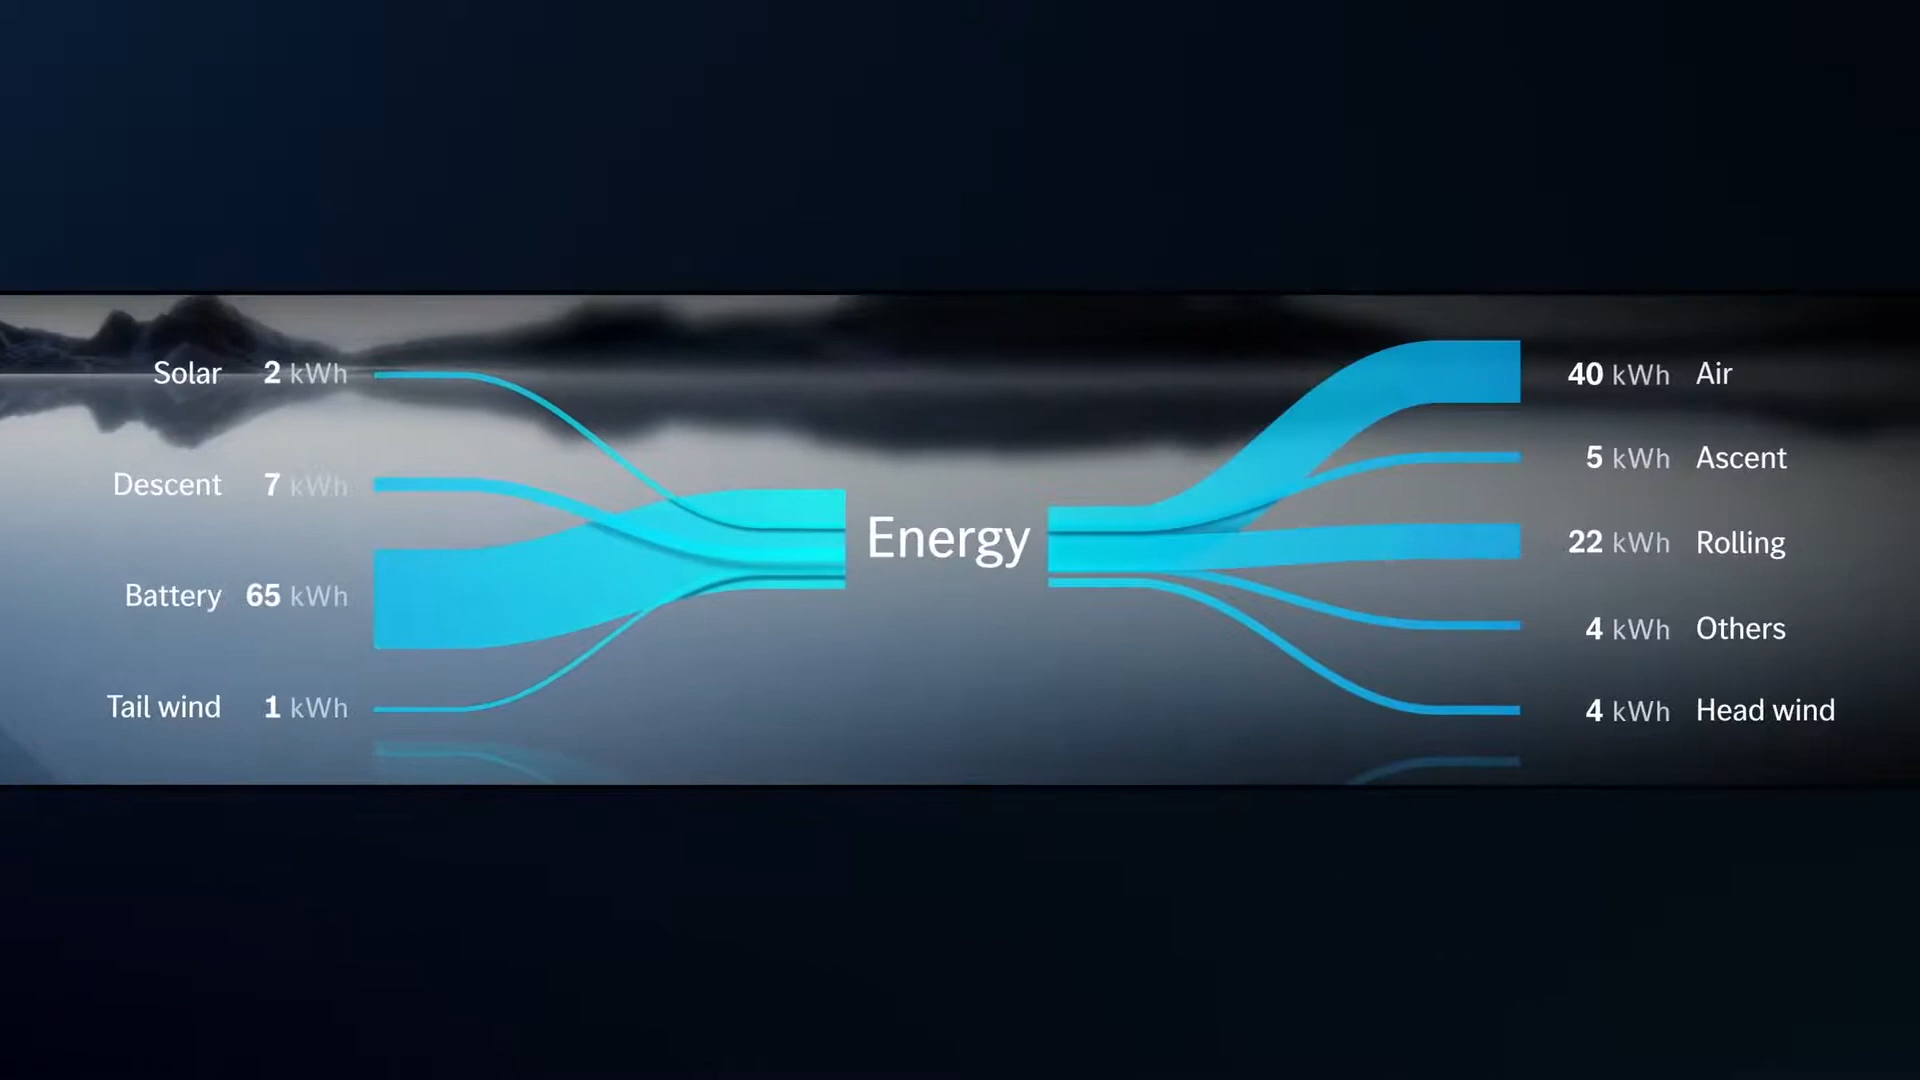 Solar 2 kWh
Descent 7 kWh
Battery 65 kWh
Tail wind 1 kWh
Energy
40 kWh Air
5 kWh Ascent
22 kWh Rolling
4 kWh Others
4 kWh Head wind